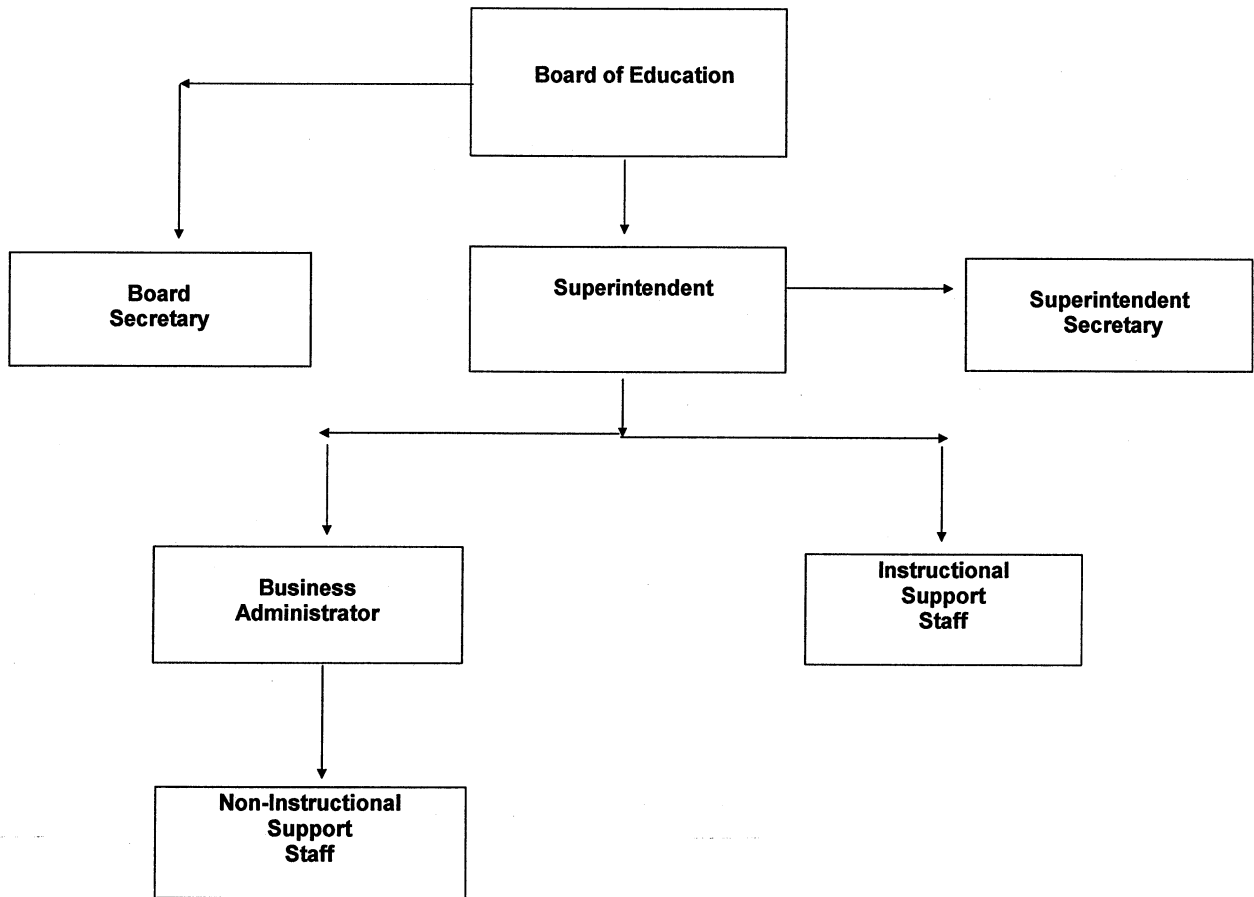 Board of Education
Board
Secretary
Superintendent
Superintendent
Secretary
Business
Administrator
Instructional
Support
Staff
Non-Instructional
Support
Staff